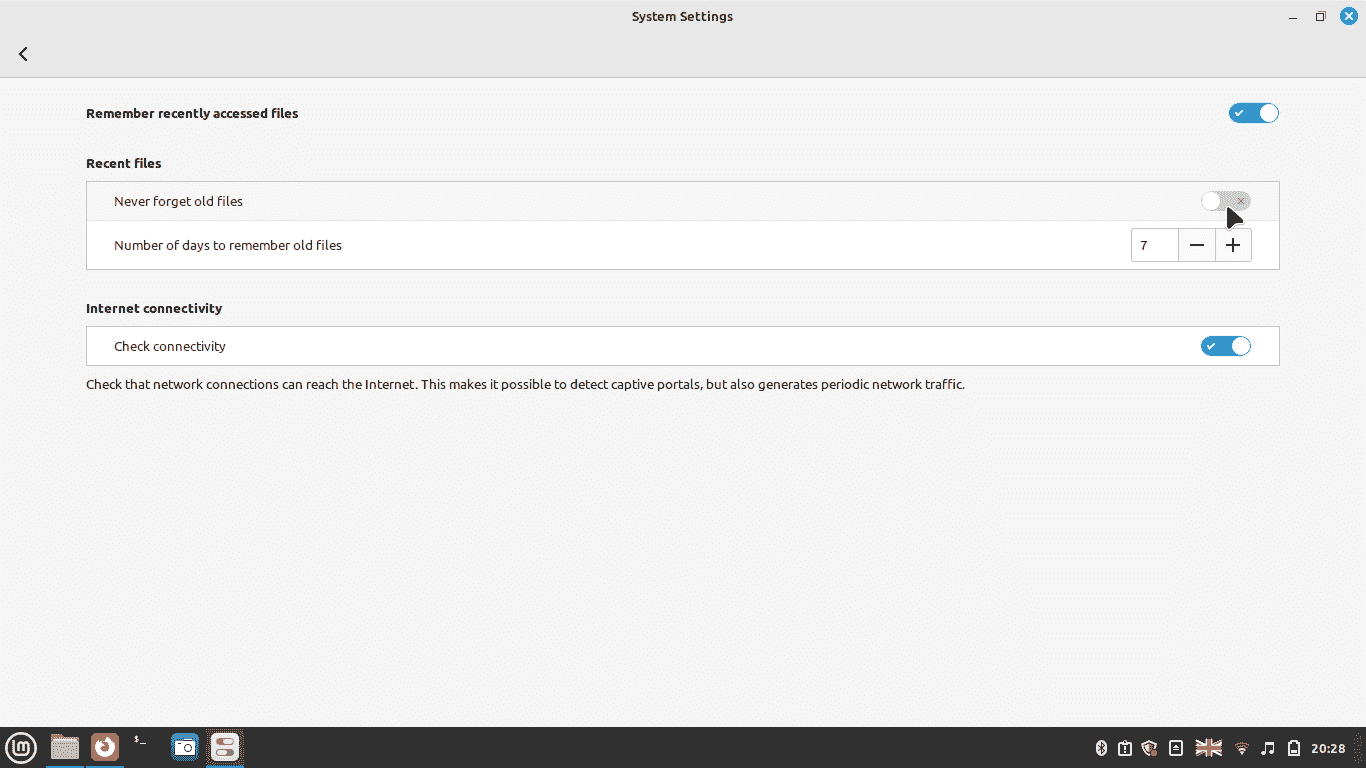 System Settings
Remember recently accessed files
Recent files
Never forget old files
Number of days to remember old files
7
Internet connectivity
Check connectivity
Check that network connections can reach the Internet. This makes it possible to detect captive portals, but also generates periodic network traffic.
$_
20:28